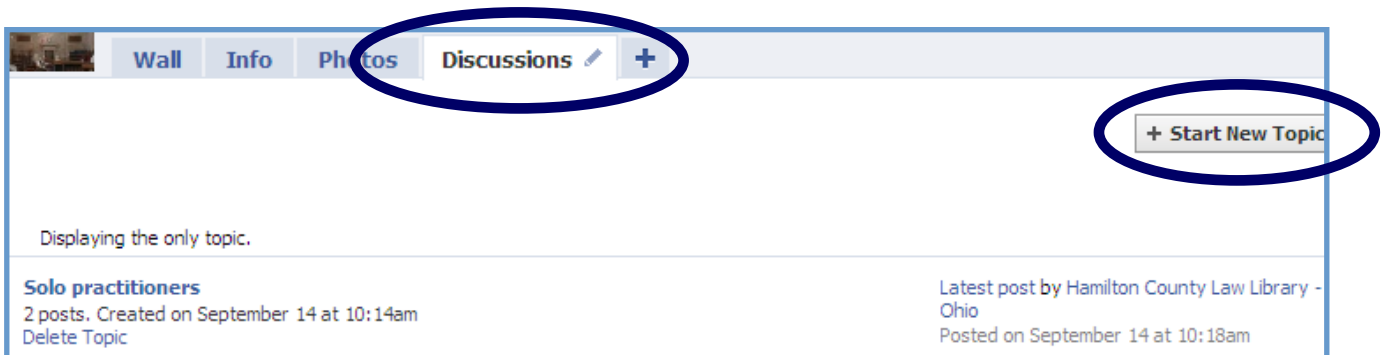 Wall Info Photos Discussions +
+ Start New Topic
Displaying the only topic.
Solo practitioners
2 posts. Created on September 14 at 10:14am
Delete Topic
Latest post by Hamilton County Law Library -
Ohio
Posted on September 14 at 10:18am